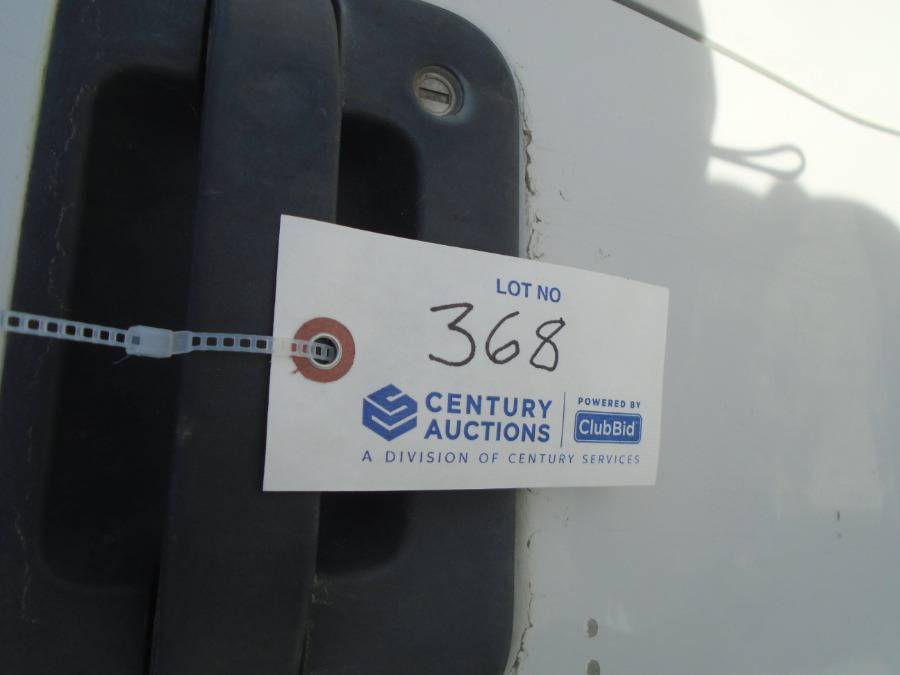 LOT NO
368
CENTURY
AUCTIONS
POWERED BY
ClubBid
A DIVISION OF CENTURY SERVICES